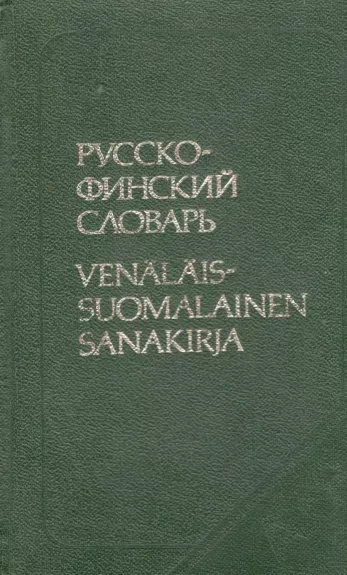 РУССКО-
ФИНСКИЙ
СЛОВАРЬ
VENÄLÄIS-
SUOMALAINEN
SANAKIRJA